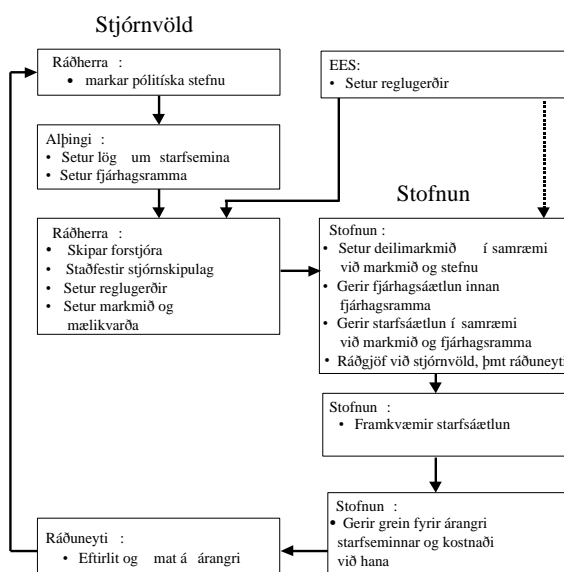 Stjórnvöld
Ráðherra :
• markar pólitíska stefnu
EES:
• Setur reglugerðir
Alþingi :
• Setur lög um starfsemina
• Setur fjárhagsramma
Stofnun
Ráðherra :
• Skipar forstjóra
• Staðfestir stjórnskipulag
• Setur reglugerðir
• Setur markmið og
mælikvarða
Stofnun :
• Setur deilimarkmið í samræmi
við markmið og stefnu
• Gerir fjárhagsáætlun innan
fjárhagsramma
• Gerir starfsáætlun í samræmi
við markmið og fjárhagsramma
• Ráðgjöf við stjórnvöld, þmt ráðuneyti
Stofnun :
• Framkvæmir starfsáætlun
Stofnun :
• Gerir grein fyrir árangri
starfseminnar og kostnaði
við hana
Ráðuneyti :
• Eftirlit og mat á árangri